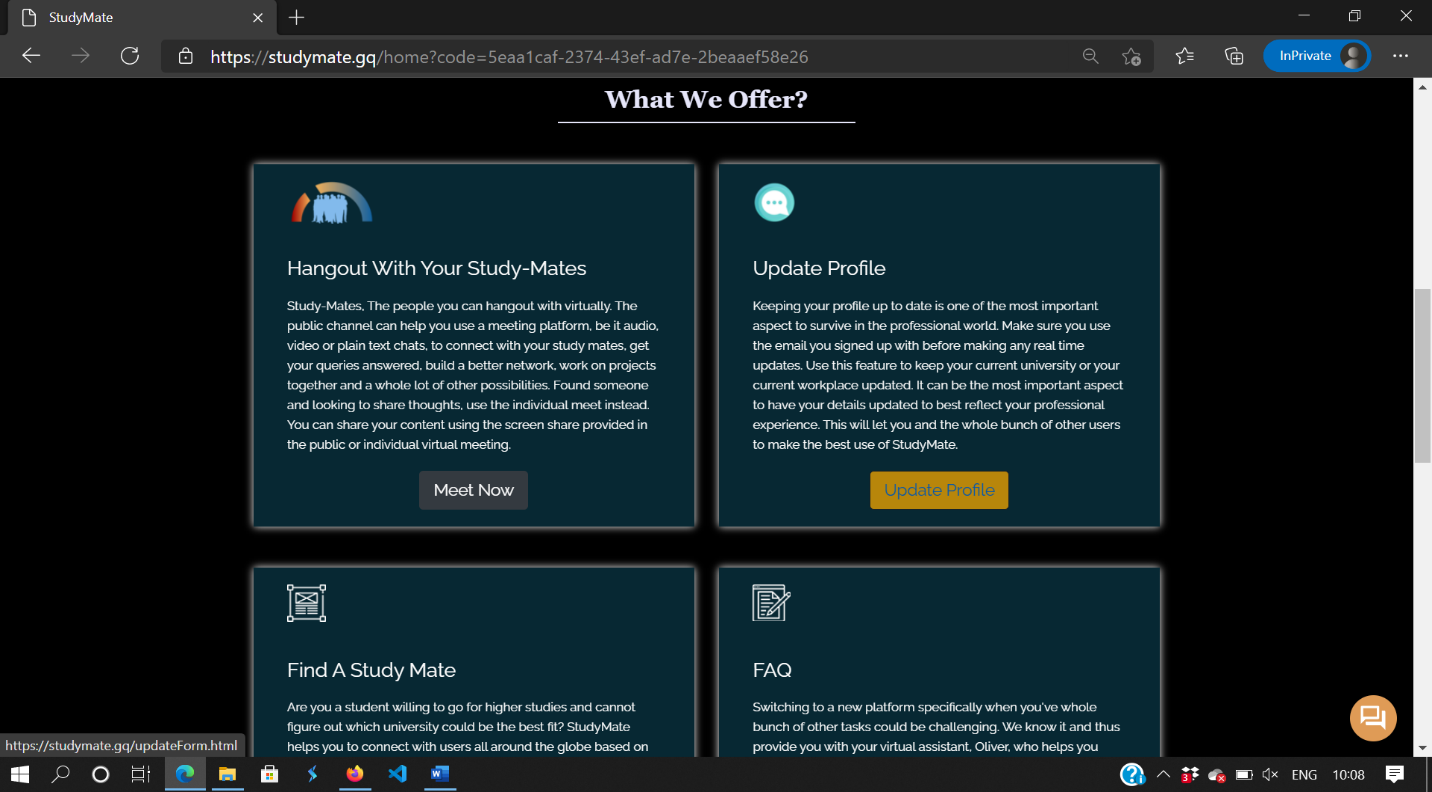 StudyMate
https://studymate.gq/home?code=5eaa1caf-2374-43ef-ad7e-2beaaef58e26
InPrivate
What We Offer?
Hangout With Your Study-Mates
Study-Mates, The people you can hangout with virtually. The
public channel can help you use a meeting platform, be it audio,
video or plain text chats, to connect with your study mates, get
your queries answered, build a better network, work on projects
together and a whole lot of other possibilities. Found someone
and looking to share thoughts, use the individual meet instead.
You can share your content using the screen share provided in
the public or individual virtual meeting.
Meet Now
Update Profile
Keeping your profile up to date is one of the most important
aspect to survive in the professional world. Make sure you use
the email you signed up with before making any real time
updates. Use this feature to keep your current university or your
current workplace updated. It can be the most important aspect
to have your details updated to best reflect your professional
experience. This will let you and the whole bunch of other users
to make the best use of StudyMate.
Update Profile
Find A Study Mate
Are you a student willing to go for higher studies and cannot
figure out which university could be the best fit? StudyMate
helps you to connect with users all around the globe based on
FAQ
Switching to a new platform specifically when you've whole
bunch of other tasks could be challenging. We know it and thus
provide you with your virtual assistant, Oliver, who helps you
https://studymate.gq/updateForm.html
3
ENG
10:08